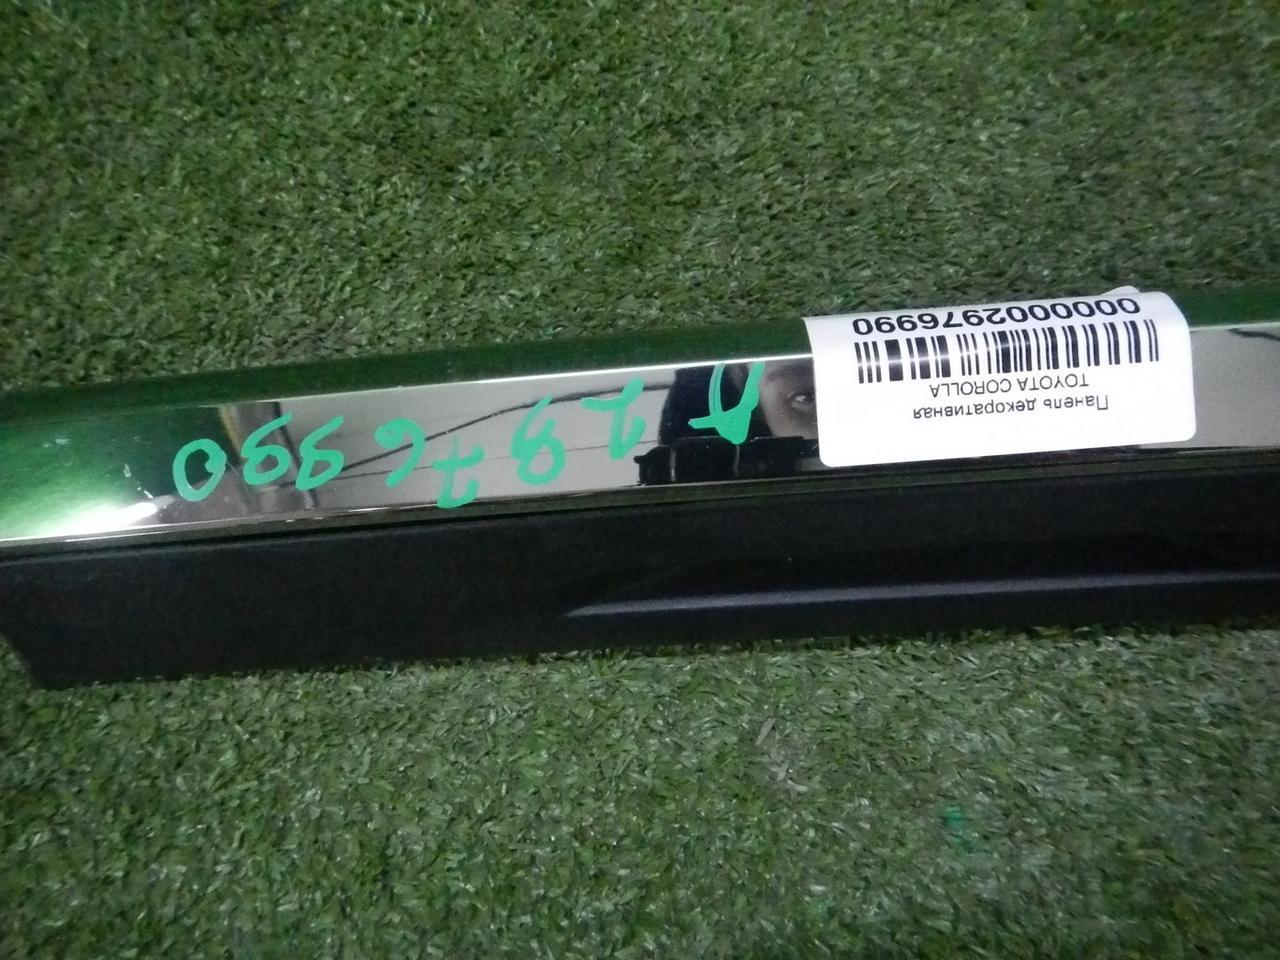 Панель декоративная
TOYOTA COROLLA
0000002976990
A 2976990